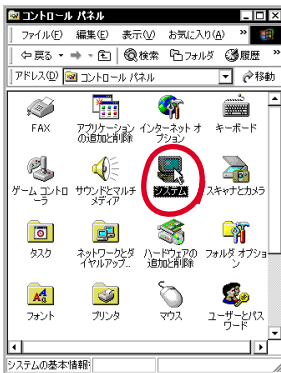 コントロール パネル
ファイル(F) 編集(E) 表示(V) お気に入り(A) »
戻る 検索 フォルダ 履歴 »
アドレス(D) コントロール パネル 移動
FAX
アプリケーション
の追加と削除
インターネット オ
プション
キーボード
ゲーム コントロ
ーラ
サウンドとマルチ
メディア
システム
スキャナとカメラ
タスク
ネットワークとダ
イヤルアップ..
ハードウェアの
追加と削除
フォルダ オプショ
ン
フォント
プリンタ
マウス
ユーザーとパス
ワード
システムの基本情報